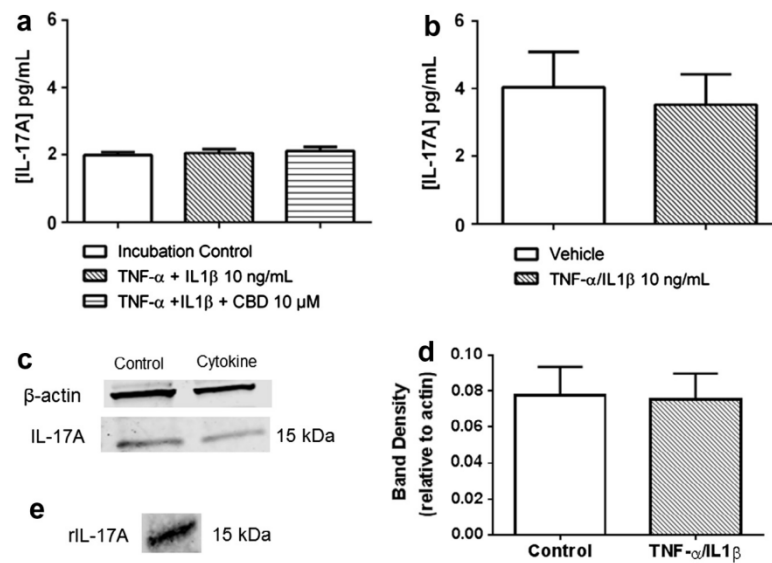 a
[IL-17A] pg/mL
6
4
2
0
Incubation Control
TNF-α + IL1β 10 ng/mL
TNF-α +IL1β + CBD 10 μM
b
[IL-17A] pg/mL
6
4
2
0
Vehicle
TNF-α/IL1β 10 ng/mL
c
Control Cytokine
β-actin
IL-17A 15 kDa
d
Band Density
(relative to actin)
0.10
0.08
0.06
0.04
0.02
0.00
Control TNF-α/IL1β
e
rIL-17A 15 kDa